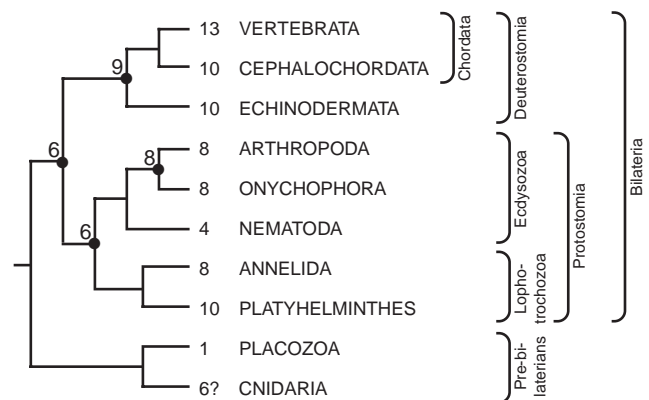 13 VERTEBRATA
9
10 CEPHALOCHORDATA
Chordata
10 ECHINODERMATA
Deuterostomia
6
8
8 ARTHROPODA
8 ONYCHOPHORA
6
4 NEMATODA
Ecdysozoa
8 ANNELIDA
10 PLATYHELMINTHES
Lopho-
trochozoa
Protostomia
Bilateria
1 PLACOZOA
6? CNIDARIA
Pre-bi-
laterians